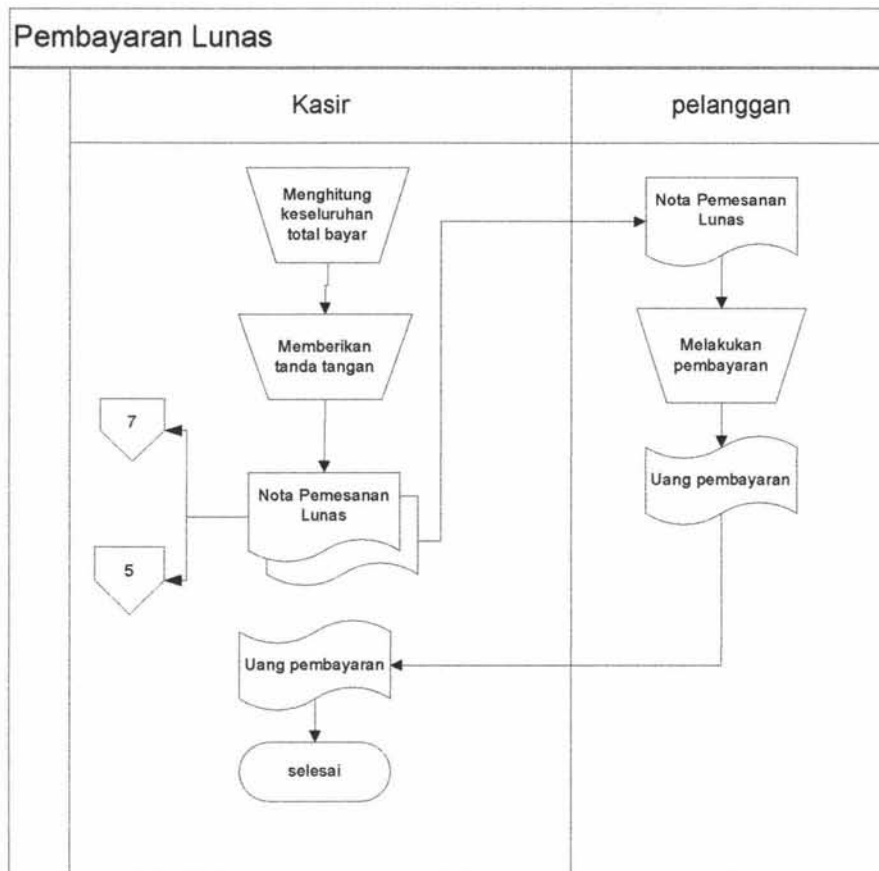 Pembayaran Lunas
Kasir
pelanggan
Menghitung
keseluruhan
total bayar
Memberikan
tanda tangan
7
Nota Pemesanan
Lunas
5
Uang pembayaran
selesai
Nota Pemesanan
Lunas
Melakukan
pembayaran
Uang pembayaran